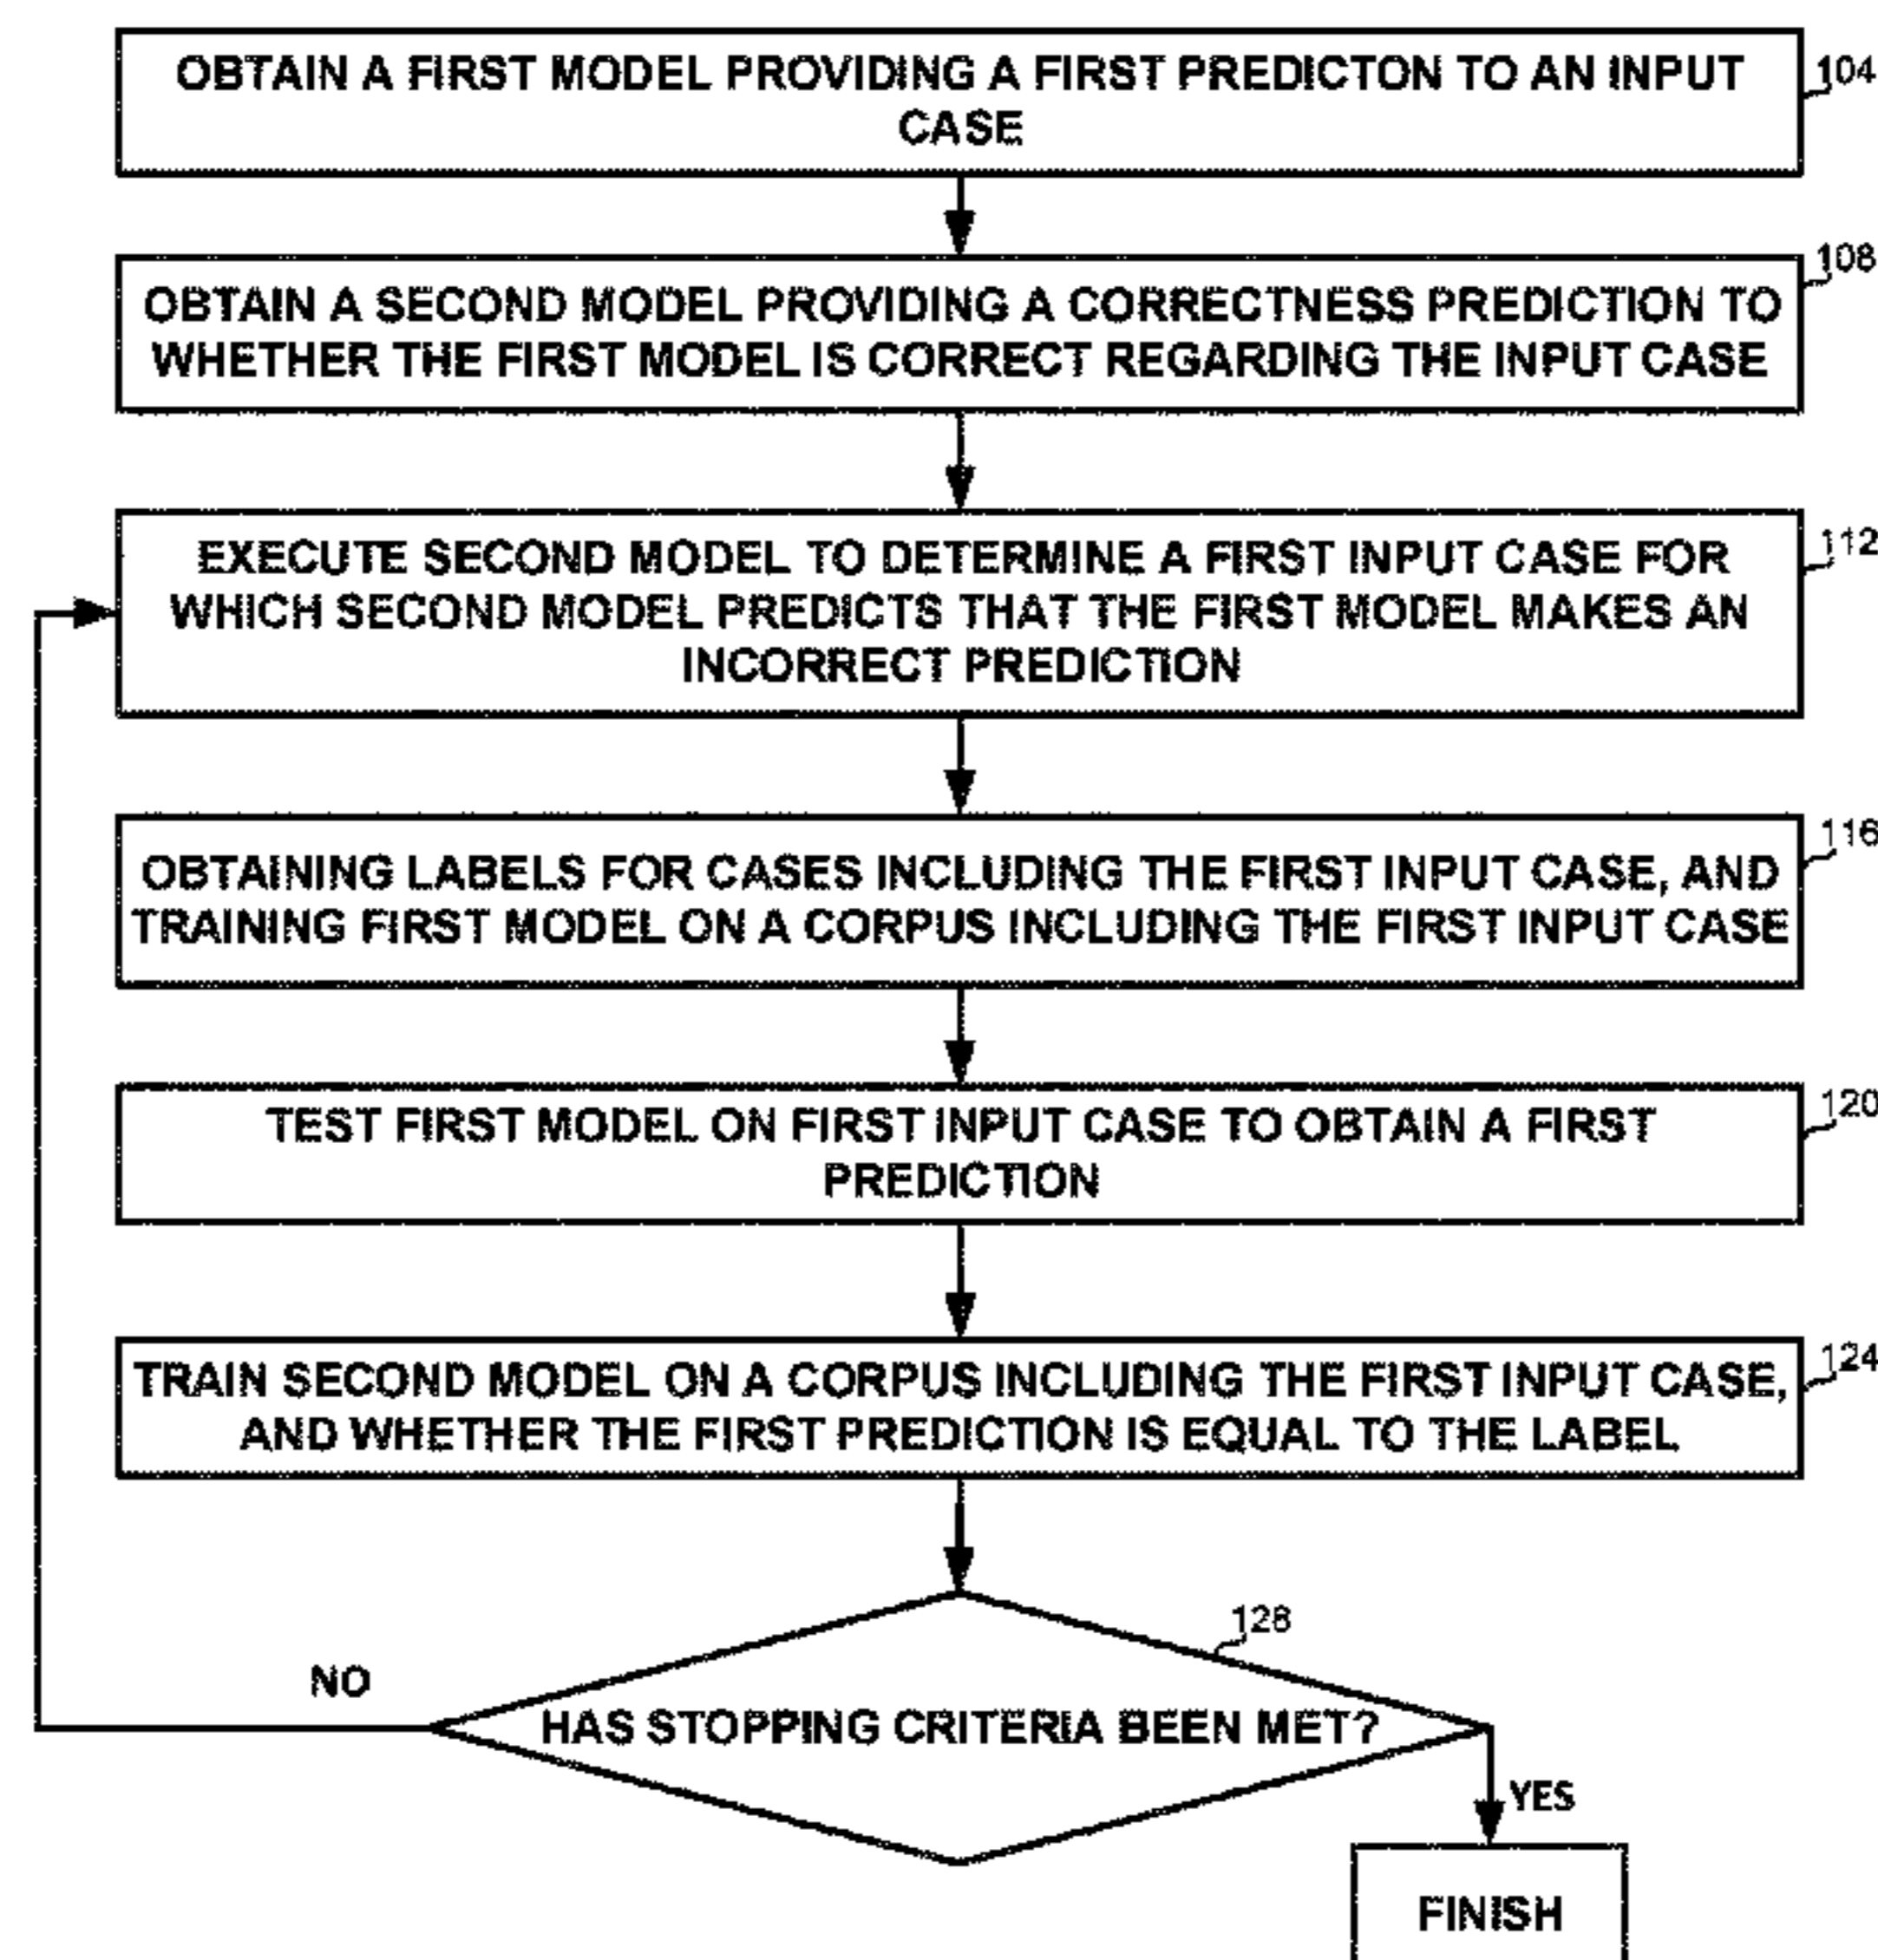 OBTAIN A FIRST MODEL PROVIDING A FIRST PREDICTON TO AN INPUT
CASE
104
OBTAIN A SECOND MODEL PROVIDING A CORRECTNESS PREDICTION TO
WHETHER THE FIRST MODEL IS CORRECT REGARDING THE INPUT CASE
108
EXECUTE SECOND MODEL TO DETERMINE A FIRST INPUT CASE FOR
WHICH SECOND MODEL PREDICTS THAT THE FIRST MODEL MAKES AN
INCORRECT PREDICTION
112
OBTAINING LABELS FOR CASES INCLUDING THE FIRST INPUT CASE, AND
TRAINING FIRST MODEL ON A CORPUS INCLUDING THE FIRST INPUT CASE
116
TEST FIRST MODEL ON FIRST INPUT CASE TO OBTAIN A FIRST
PREDICTION
120
TRAIN SECOND MODEL ON A CORPUS INCLUDING THE FIRST INPUT CASE,
AND WHETHER THE FIRST PREDICTION IS EQUAL TO THE LABEL
124
128
NO
HAS STOPPING CRITERIA BEEN MET?
YES
FINISH